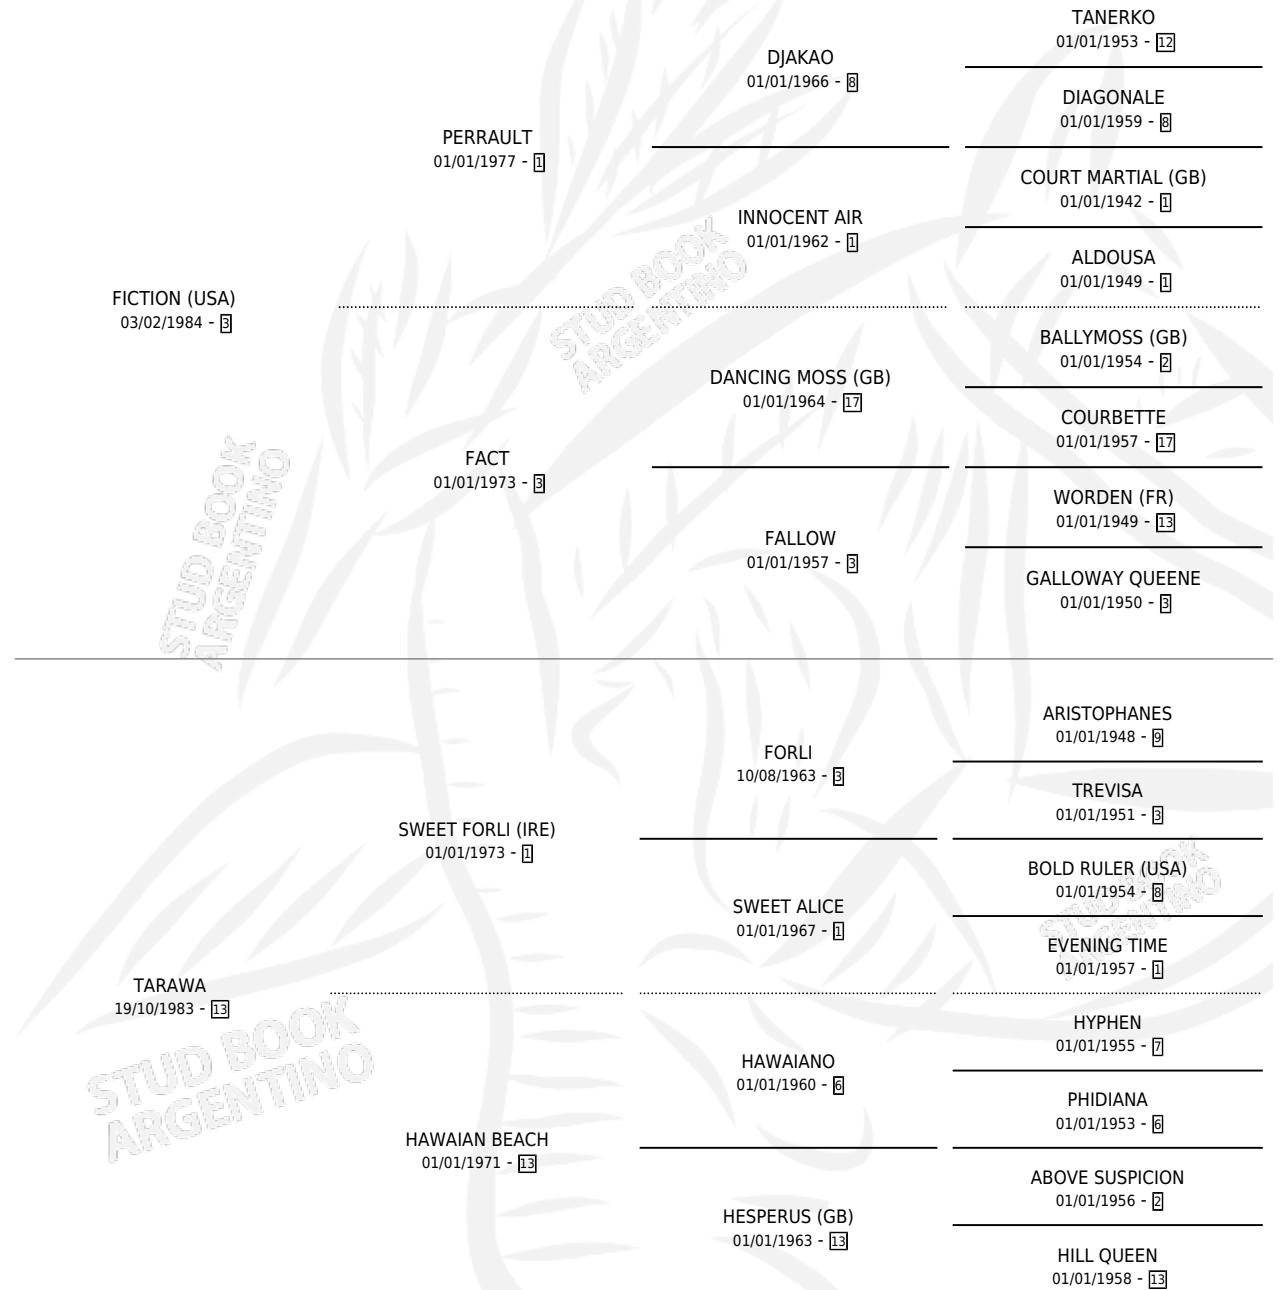 TANERKO
01/01/1953 - 12
DJAKAO
01/01/1966 - 8
DIAGONALE
01/01/1959 - 8
PERRAULT
01/01/1977 - 1
COURT MARTIAL (GB)
01/01/1942 - 1
INNOCENT AIR
01/01/1962 - 1
ALDOUSA
01/01/1949 - 1
FICTION (USA)
03/02/1984 - 3
BALLYMOSS (GB)
01/01/1954 - 2
DANCING MOSS (GB)
01/01/1964 - 17
COURBETTE
01/01/1957 - 17
FACT
01/01/1973 - 3
WORDEN (FR)
01/01/1949 - 13
FALLOW
01/01/1957 - 3
GALLOWAY QUEENE
01/01/1950 - 3
ARISTOPHANES
01/01/1948 - 9
FORLI
10/08/1963 - 3
TREVISA
01/01/1951 - 3
SWEET FORLI (IRE)
01/01/1973 - 1
BOLD RULER (USA)
01/01/1954 - 8
SWEET ALICE
01/01/1967 - 1
EVENING TIME
01/01/1957 - 1
TARAWA
19/10/1983 - 13
HYPHEN
01/01/1955 - 7
HAWAIANO
01/01/1960 - 6
PHIDIANA
01/01/1953 - 6
HAWAIAN BEACH
01/01/1971 - 13
ABOVE SUSPICION
01/01/1956 - 2
HESPERUS (GB)
01/01/1963 - 13
HILL QUEEN
01/01/1958 - 13
STUD BOOK
ARGENTINO
STUD BOOK
ARGENTINO
STUD BOOK
ARGENTINO
STUD BOOK
ARGENTINO